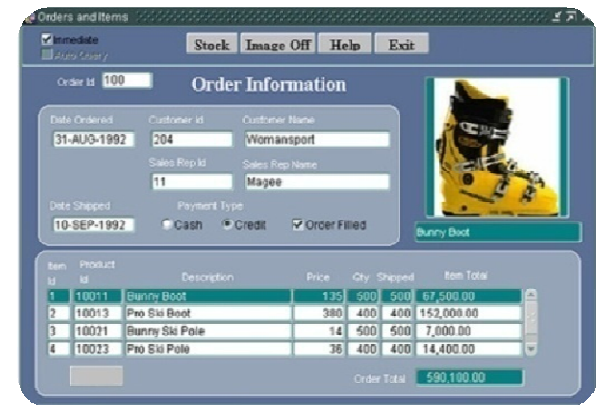 Orders and Items
Immediate
Auto Query
Stock Image Off Help Exit
Order Id 100
Order Information
Date Ordered Customer Id Customer Name
31-AUG-1992 204 Womansport
Sales Rep Id Sales Rep Name
11 Magee
Date Shipped Payment Type
10-SEP-1992 Cash Credit Order Filled
Bunny Boot
Item Id Product Id Description Price Qty Shipped Item Total
1 10011 Bunny Boot 135 500 500 67,500.00
2 10013 Pro Ski Boot 380 400 400 152,000.00
3 10021 Bunny Ski Pole 14 500 500 7,000.00
4 10023 Pro Ski Pole 36 400 400 14,400.00
Order Total 590,100.00